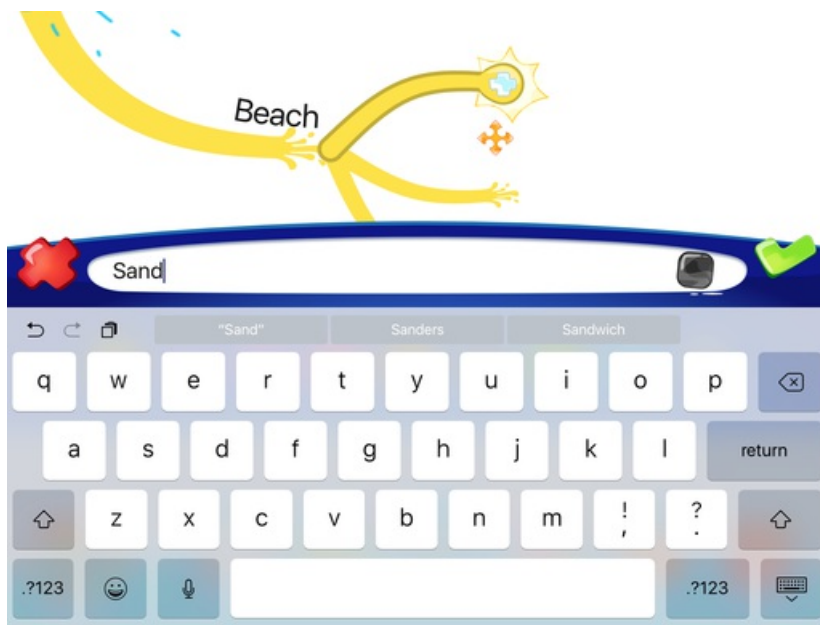 Beach
Sand
"Sand" Sanders Sandwich
q w e r t y u i o p
a s d f g h j k l return
z x c v b n m ! , ? .
.?123 .?123